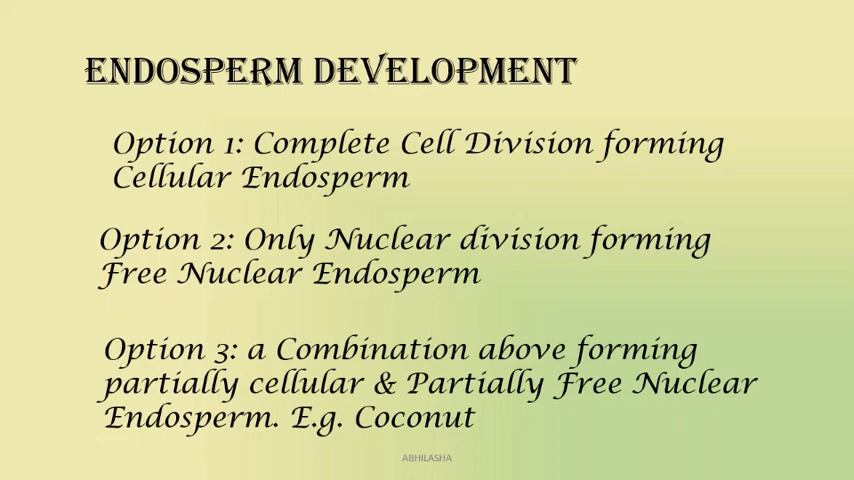 ENDOSPERM DEVELOPMENT
Option 1: Complete Cell Division forming
Cellular Endosperm
Option 2: Only Nuclear division forming
Free Nuclear Endosperm
Option 3: a Combination above forming
partially cellular & Partially Free Nuclear
Endosperm. E.g. Coconut
ABHILASHA